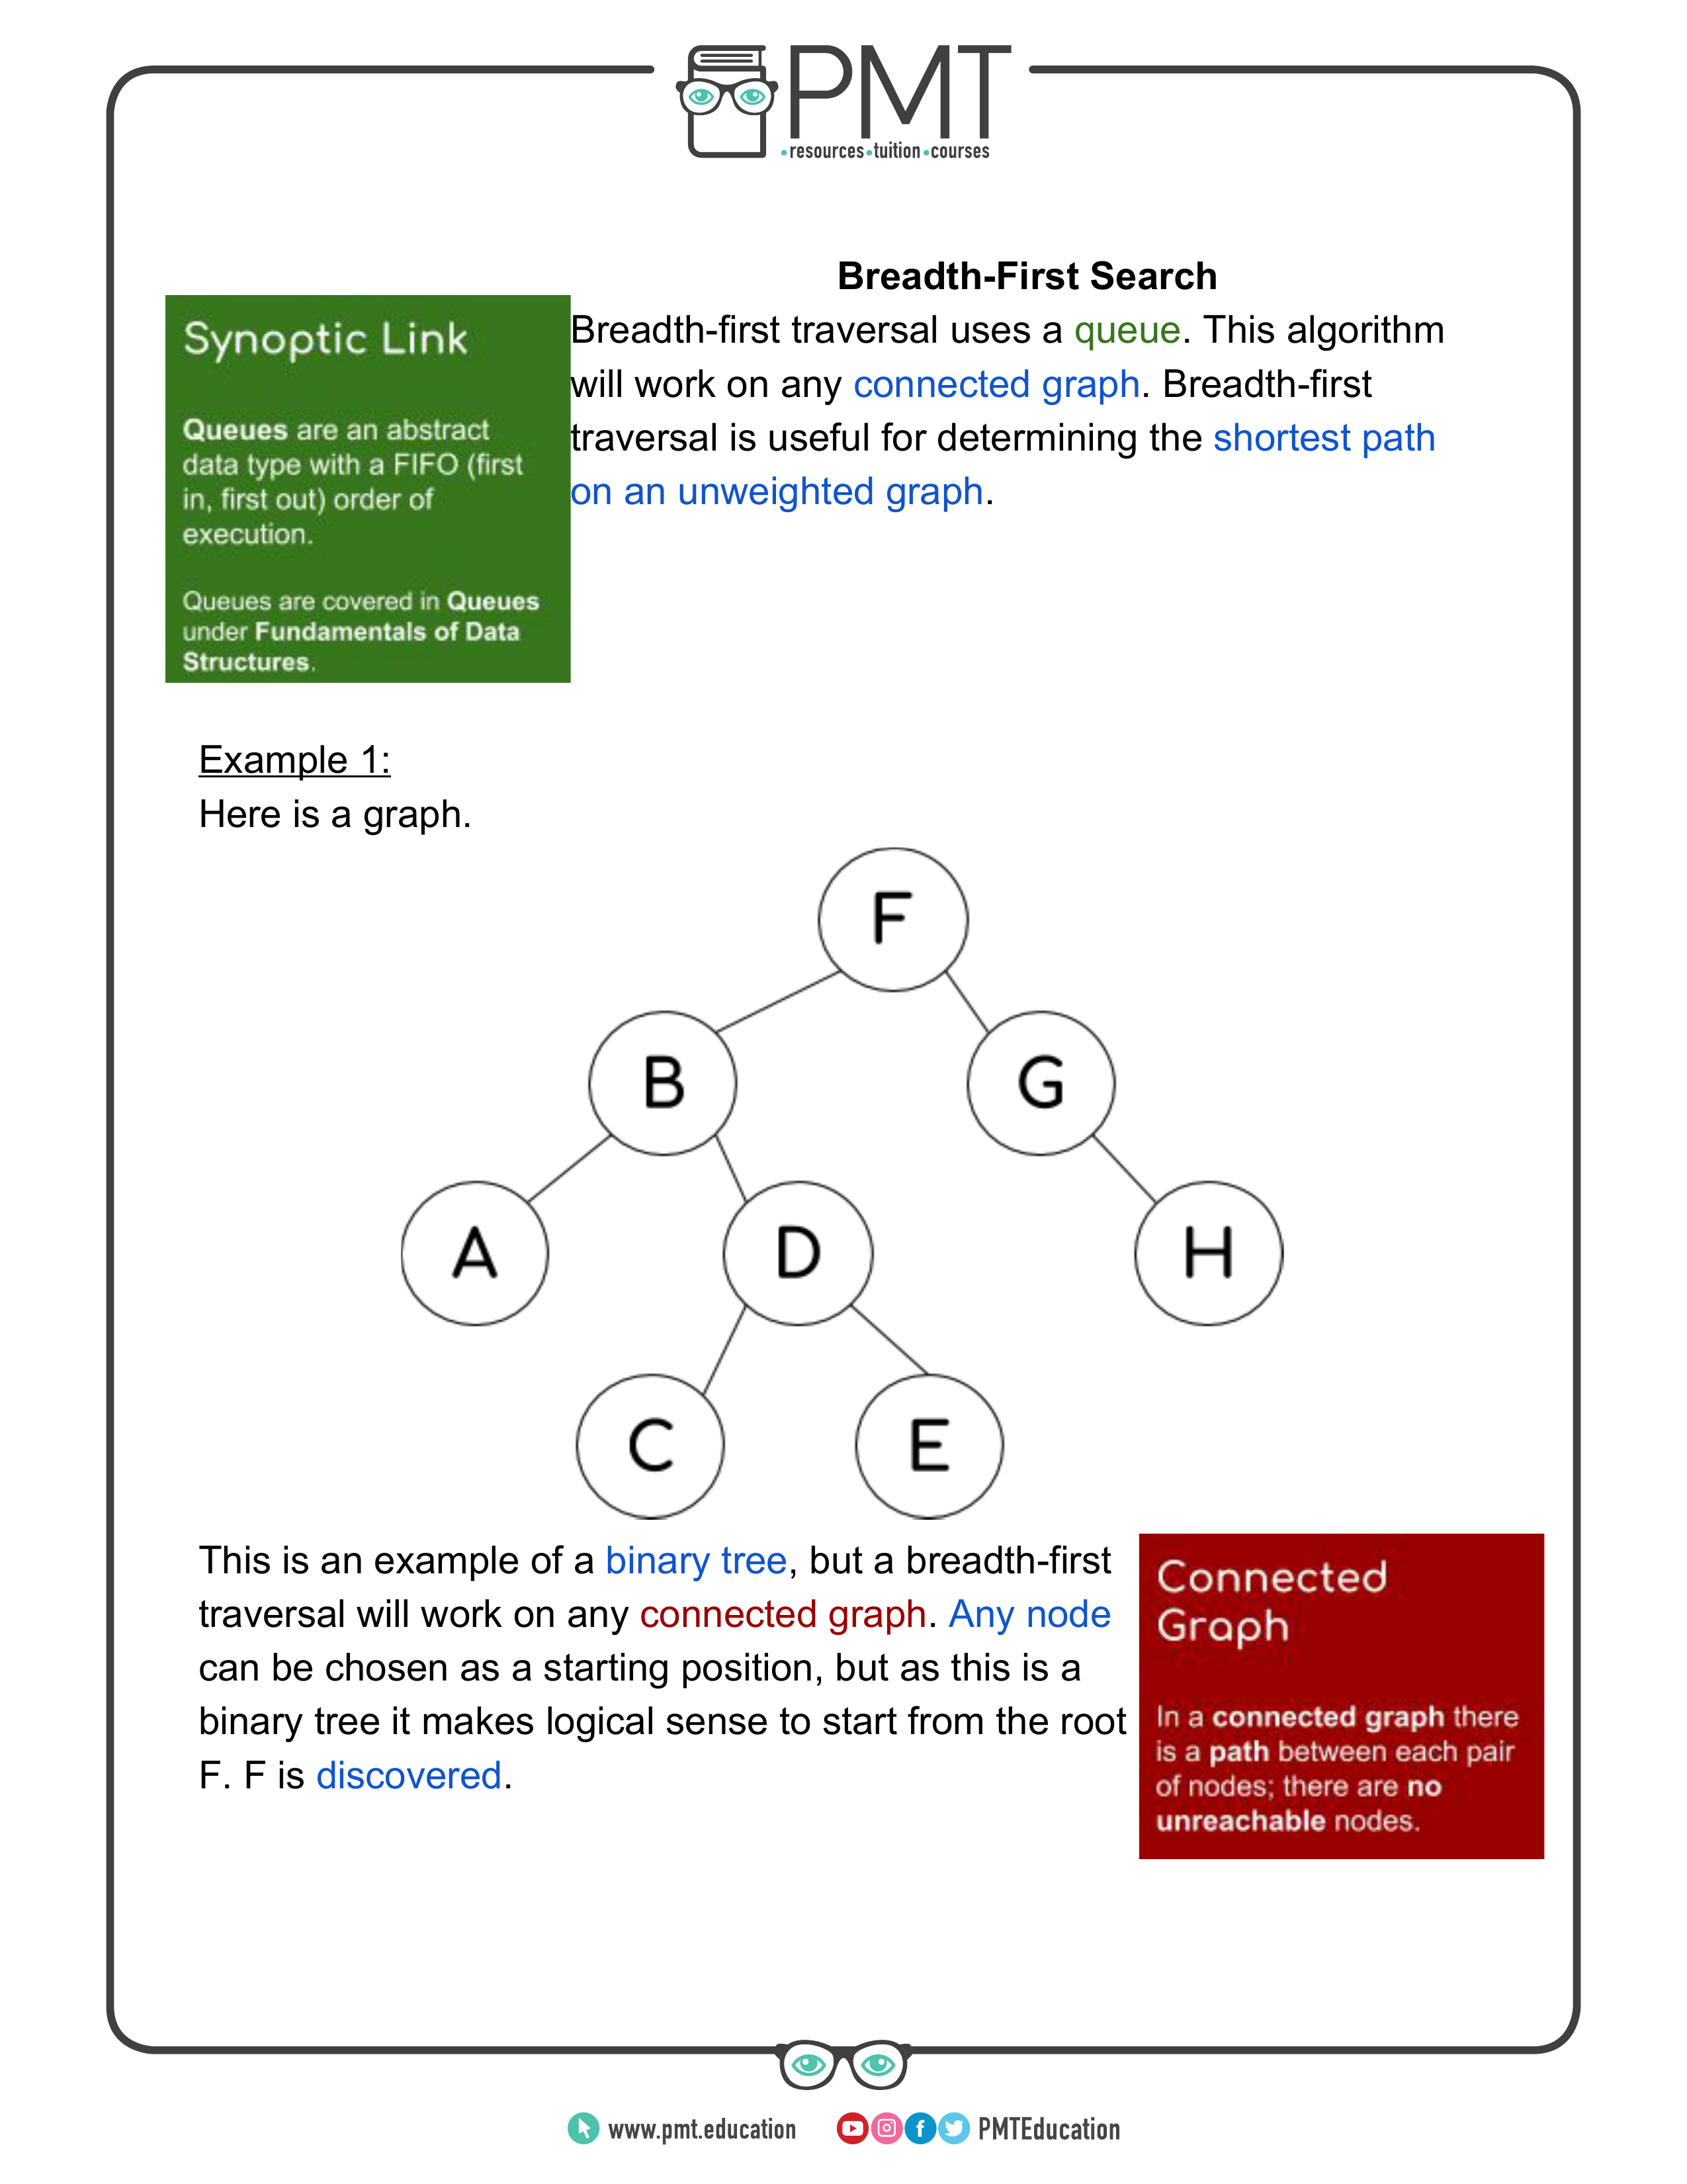 PMT
•resources•tuition•courses
Breadth-First Search
Synoptic Link
Queues are an abstract
data type with a FIFO (first
in, first out) order of
execution.
Queues are covered in Queues
under Fundamentals of Data
Structures.
Breadth-first traversal uses a queue. This algorithm
will work on any connected graph. Breadth-first
traversal is useful for determining the shortest path
on an unweighted graph.
Example 1:
Here is a graph.
F
B
G
A
D
H
C
E
This is an example of a binary tree, but a breadth-first
traversal will work on any connected graph. Any node
can be chosen as a starting position, but as this is a
binary tree it makes logical sense to start from the root
F. F is discovered.
Connected
Graph
In a connected graph there
is a path between each pair
of nodes; there are no
unreachable nodes.
www.pmt.education
PMTEducation